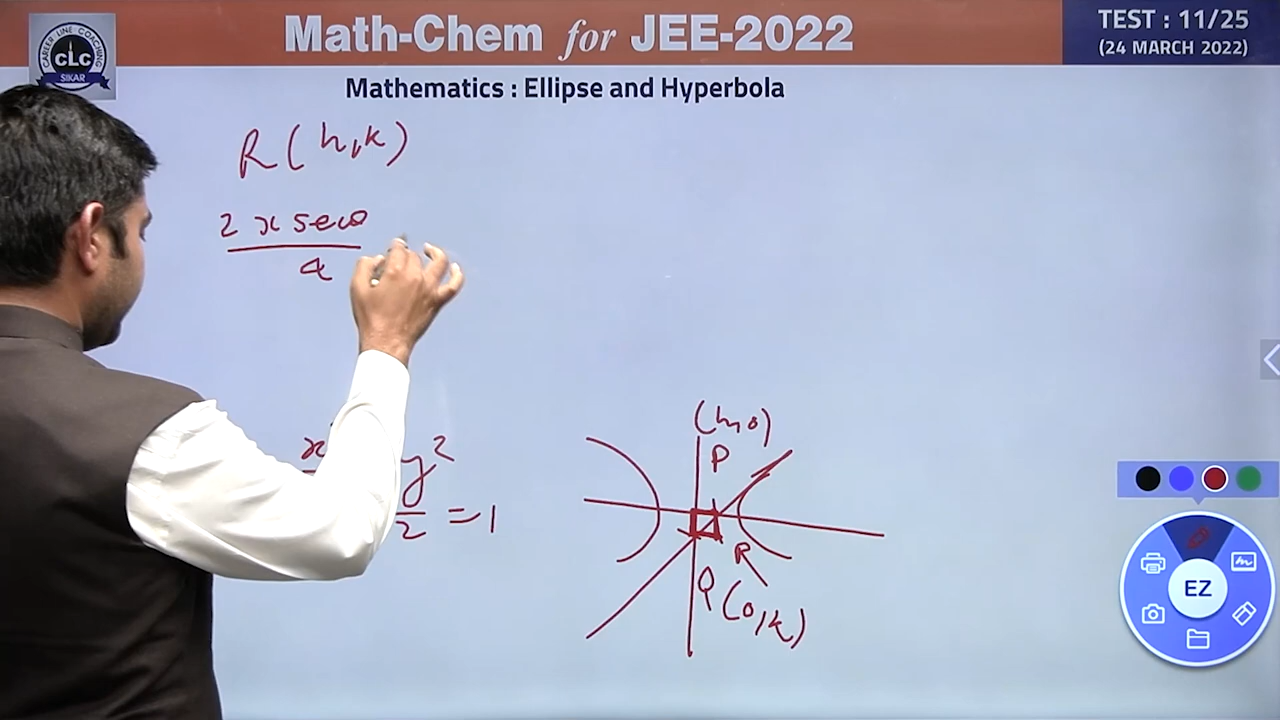 CAREER LINE COACHING
CLC
SIKAR
Math-Chem for JEE-2022
TEST : 11/25
(24 MARCH 2022)
Mathematics : Ellipse and Hyperbola
R(h,k)
2 x secθ
a
x y²
2 =1
(h,0)
P
R
Q(0,k)
EZ